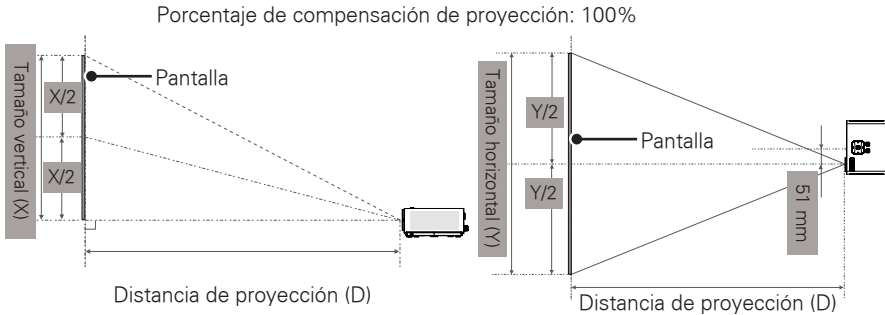 Porcentaje de compensación de proyección: 100%
Tamaño vertical (X)
X/2
X/2
Pantalla
Distancia de proyección (D)
Tamaño horizontal (Y)
Y/2
Y/2
Pantalla
51 mm
Distancia de proyección (D)